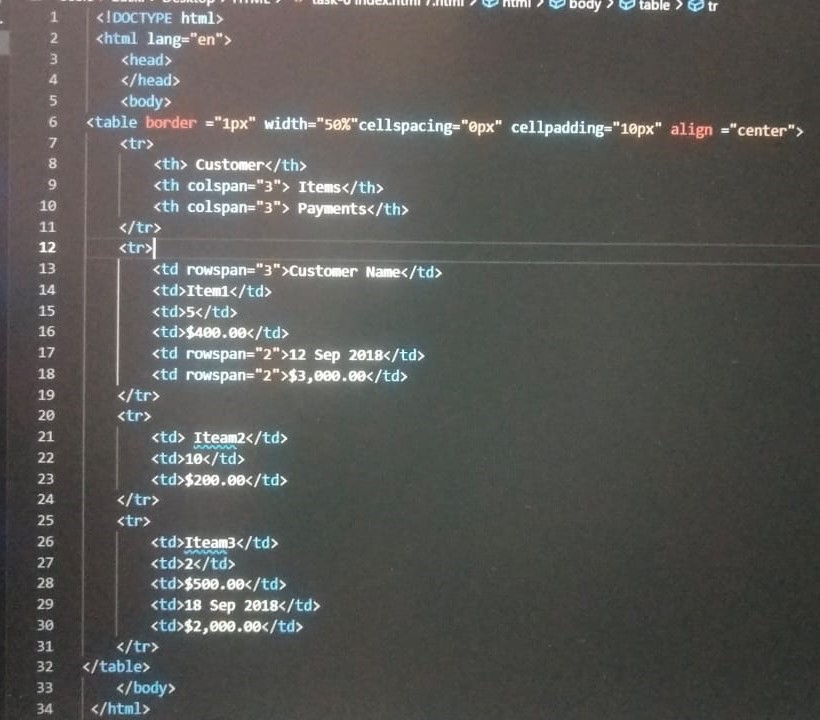 task-6 index.html 7.html > html > body > table > tr
1 <!DOCTYPE html>
2 <html lang="en">
3 <head>
4 </head>
5 <body>
6 <table border ="1px" width="50%"cellspacing="0px" cellpadding="10px" align ="center">
7 <tr>
8 <th> Customer</th>
9 <th colspan="3"> Items</th>
10 <th colspan="3"> Payments</th>
11 </tr>
12 <tr>
13 <td rowspan="3">Customer Name</td>
14 <td>Item1</td>
15 <td>5</td>
16 <td>$400.00</td>
17 <td rowspan="2">12 Sep 2018</td>
18 <td rowspan="2">$3,000.00</td>
19 </tr>
20 <tr>
21 <td> Iteam2</td>
22 <td>10</td>
23 <td>$200.00</td>
24 </tr>
25 <tr>
26 <td>Iteam3</td>
27 <td>2</td>
28 <td>$500.00</td>
29 <td>18 Sep 2018</td>
30 <td>$2,000.00</td>
31 </tr>
32 </table>
33 </body>
34 </html>